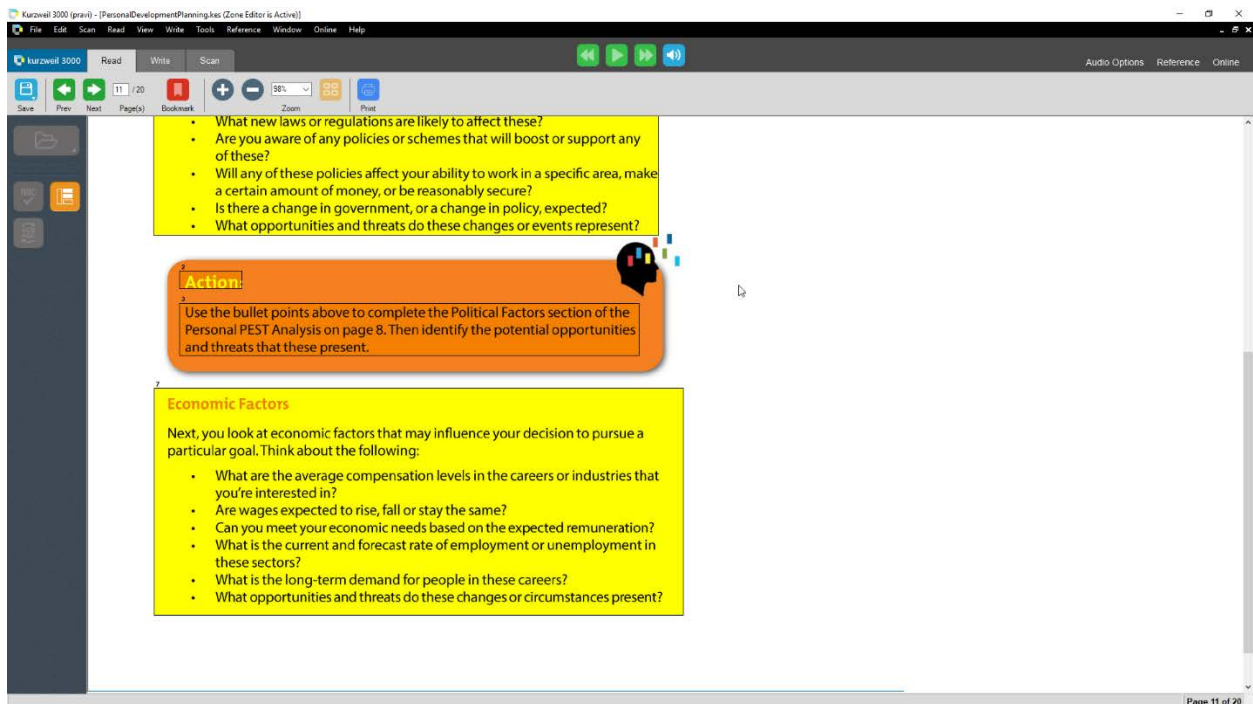 Kurzweil 3000 (pravi) - [PersonalDevelopmentPlanning.kes (Zone Editor is Active)]
File Edit Scan Read View Write Tools Reference Window Online Help
kurzweil 3000 Read Write Scan Audio Options Reference Online
11 / 20 98%
Save Prev Next Page(s) Bookmark Zoom Print
• What new laws or regulations are likely to affect these?
• Are you aware of any policies or schemes that will boost or support any
of these?
• Will any of these policies affect your ability to work in a specific area, make
a certain amount of money, or be reasonably secure?
• Is there a change in government, or a change in policy, expected?
• What opportunities and threats do these changes or events represent?
2
Action:
3
Use the bullet points above to complete the Political Factors section of the
Personal PEST Analysis on page 8. Then identify the potential opportunities
and threats that these present.
7
Economic Factors
Next, you look at economic factors that may influence your decision to pursue a
particular goal. Think about the following:
• What are the average compensation levels in the careers or industries that
you're interested in?
• Are wages expected to rise, fall or stay the same?
• Can you meet your economic needs based on the expected remuneration?
• What is the current and forecast rate of employment or unemployment in
these sectors?
• What is the long-term demand for people in these careers?
• What opportunities and threats do these changes or circumstances present?
Page 11 of 20